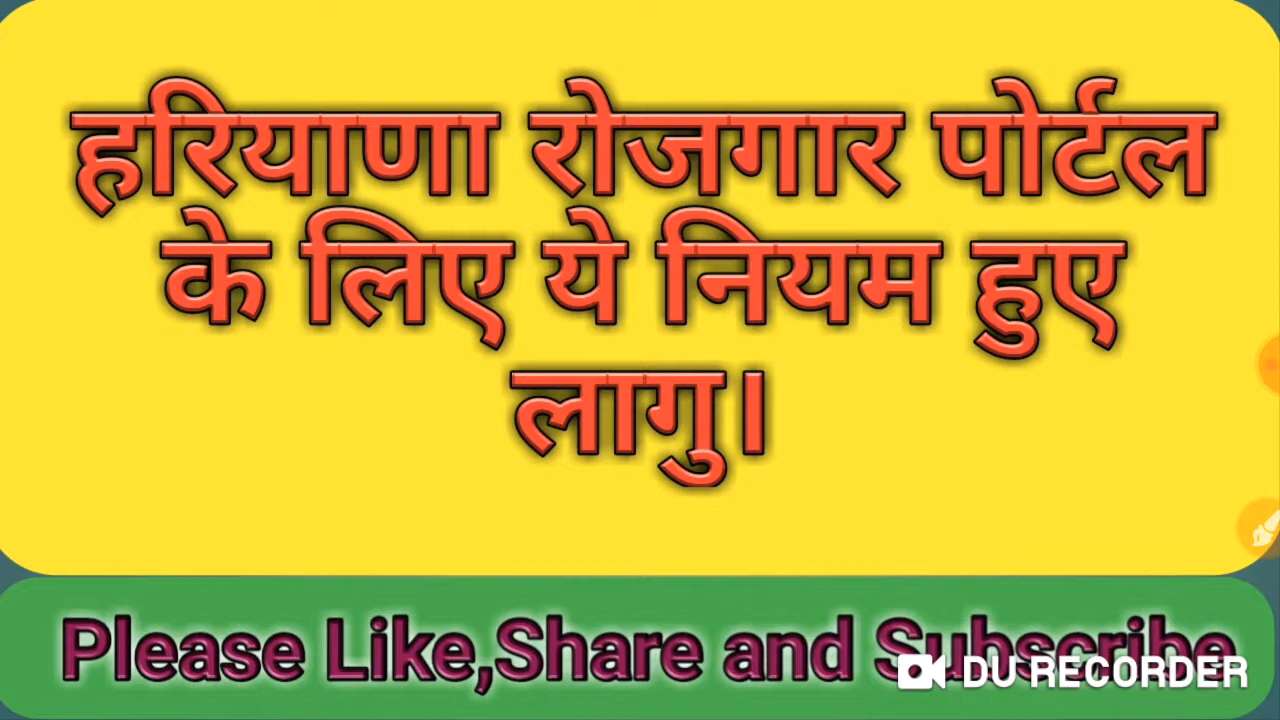 हरियाणा रोजगार पोर्टल
के लिए ये नियम हुए
लागु।
Please Like,Share and Subscribe
DU RECORDER